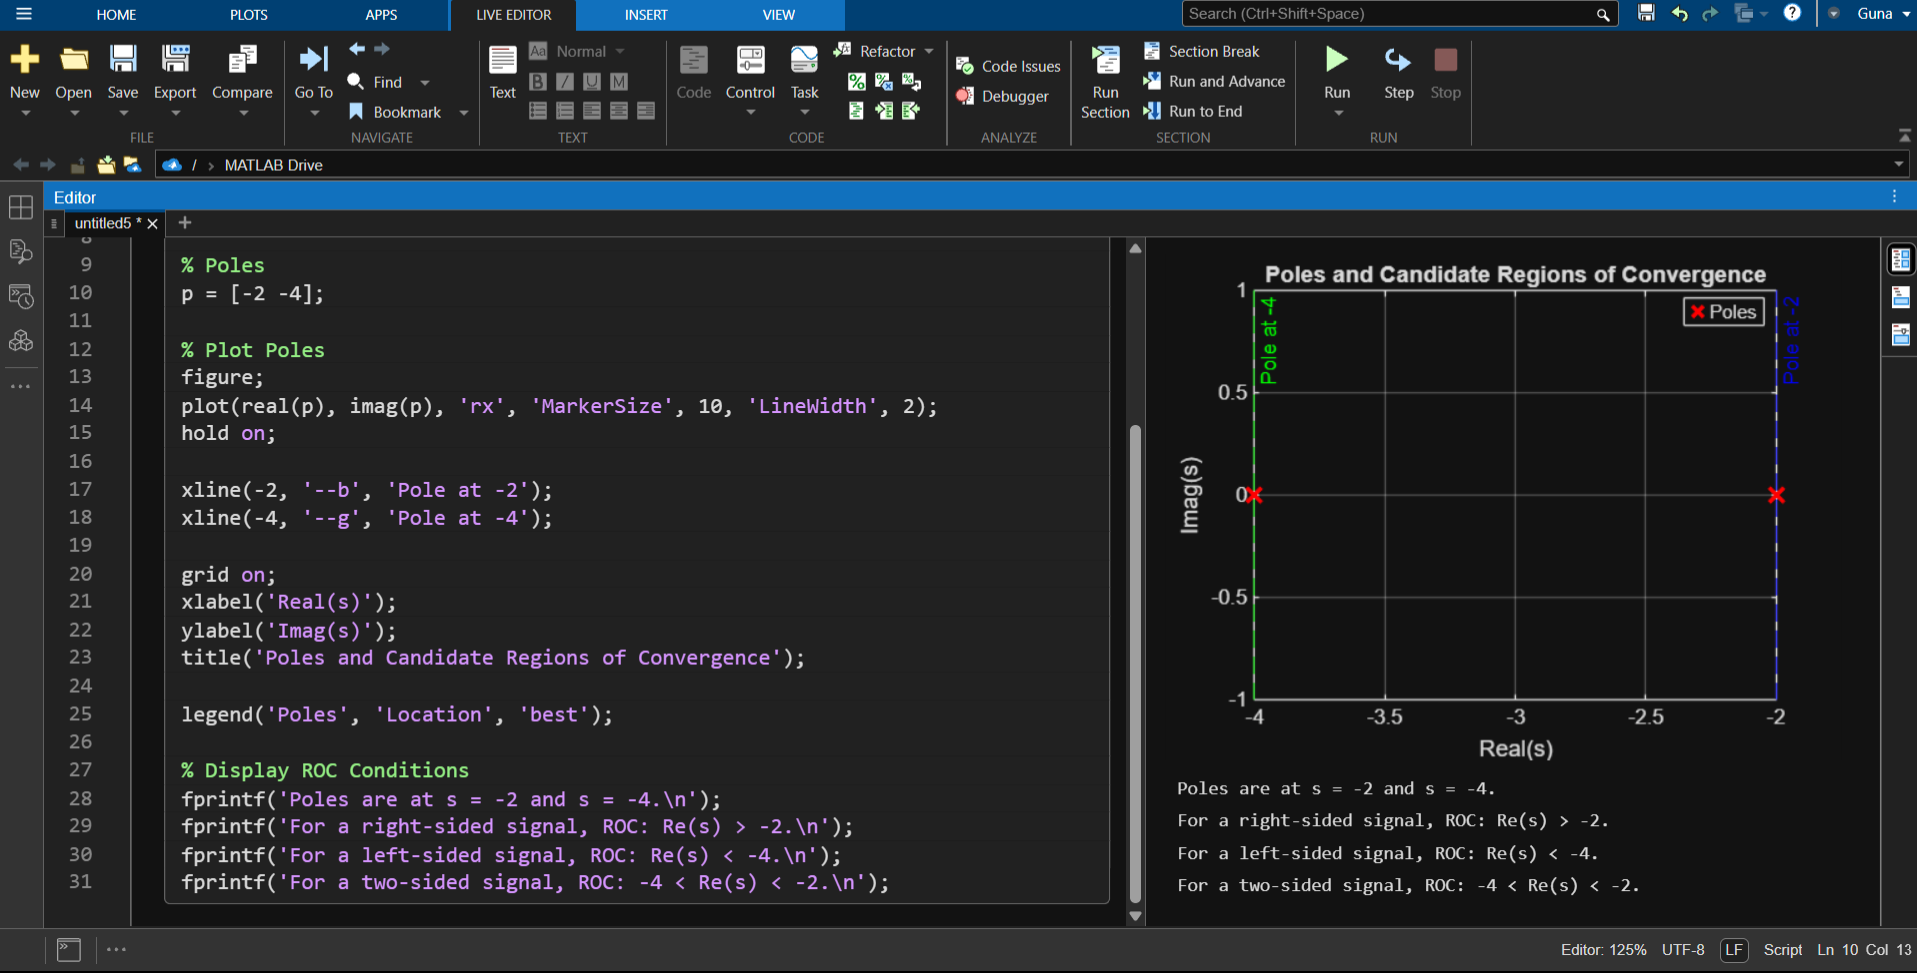 HOME PLOTS APPS LIVE EDITOR INSERT VIEW Search (Ctrl+Shift+Space) Guna
New Open Save Export Compare Go To Find Bookmark
FILE NAVIGATE
Text Aa Normal B I U M
TEXT
Code Control Task Refactor
CODE
Code Issues
Debugger
ANALYZE
Run Section
Section Break
Run and Advance
Run to End
SECTION
Run Step Stop
RUN
/ > MATLAB Drive
Editor
untitled5 * × +
8
9 % Poles
10 p = [-2 -4];
11
12 % Plot Poles
13 figure;
14 plot(real(p), imag(p), 'rx', 'MarkerSize', 10, 'LineWidth', 2);
15 hold on;
16
17 xline(-2, '--b', 'Pole at -2');
18 xline(-4, '--g', 'Pole at -4');
19
20 grid on;
21 xlabel('Real(s)');
22 ylabel('Imag(s)');
23 title('Poles and Candidate Regions of Convergence');
24
25 legend('Poles', 'Location', 'best');
26
27 % Display ROC Conditions
28 fprintf('Poles are at s = -2 and s = -4.\n');
29 fprintf('For a right-sided signal, ROC: Re(s) > -2.\n');
30 fprintf('For a left-sided signal, ROC: Re(s) < -4.\n');
31 fprintf('For a two-sided signal, ROC: -4 < Re(s) < -2.\n');
Poles and Candidate Regions of Convergence
Pole at -4
Poles
Pole at -2
1
0.5
0
-0.5
-1
Imag(s)
-4 -3.5 -3 -2.5 -2
Real(s)
Poles are at s = -2 and s = -4.
For a right-sided signal, ROC: Re(s) > -2.
For a left-sided signal, ROC: Re(s) < -4.
For a two-sided signal, ROC: -4 < Re(s) < -2.
Editor: 125% UTF-8 LF Script Ln 10 Col 13